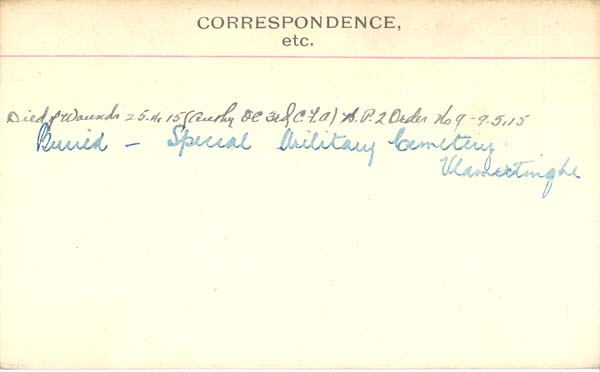 CORRESPONDENCE,
etc.
Died of Wounds 25.4.15 (Auth'y OC 3rd C.F.A) A.P.2 Order No 9 - 9.5.15
Buried - Special Military Cemetery
Vlamertinghe